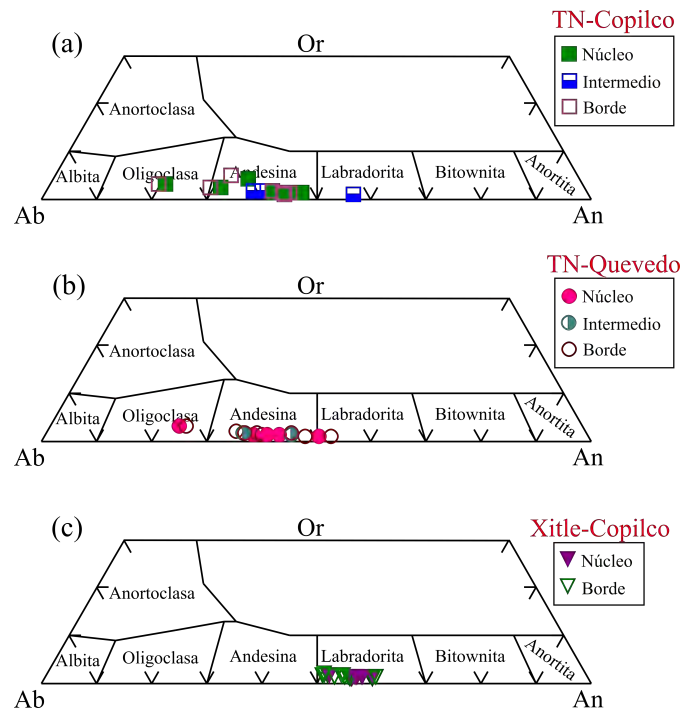 (a)
Or
TN-Copilco
Núcleo
Intermedio
Borde
Anortoclasa
Albita
Oligoclasa
Andesina
Labradorita
Bitownita
Anortita
Ab
An
(b)
Or
TN-Quevedo
Núcleo
Intermedio
Borde
Anortoclasa
Albita
Oligoclasa
Andesina
Labradorita
Bitownita
Anortita
Ab
An
(c)
Or
Xitle-Copilco
Núcleo
Borde
Anortoclasa
Albita
Oligoclasa
Andesina
Labradorita
Bitownita
Anortita
Ab
An